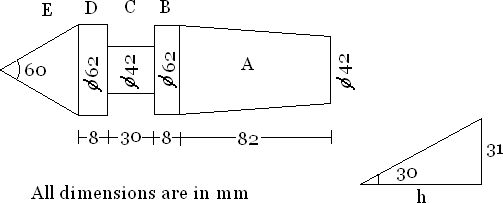 E D C B
60 ϕ62 ϕ42 ϕ62 A ϕ42
8 30 8 82
31
30
h
All dimensions are in mm